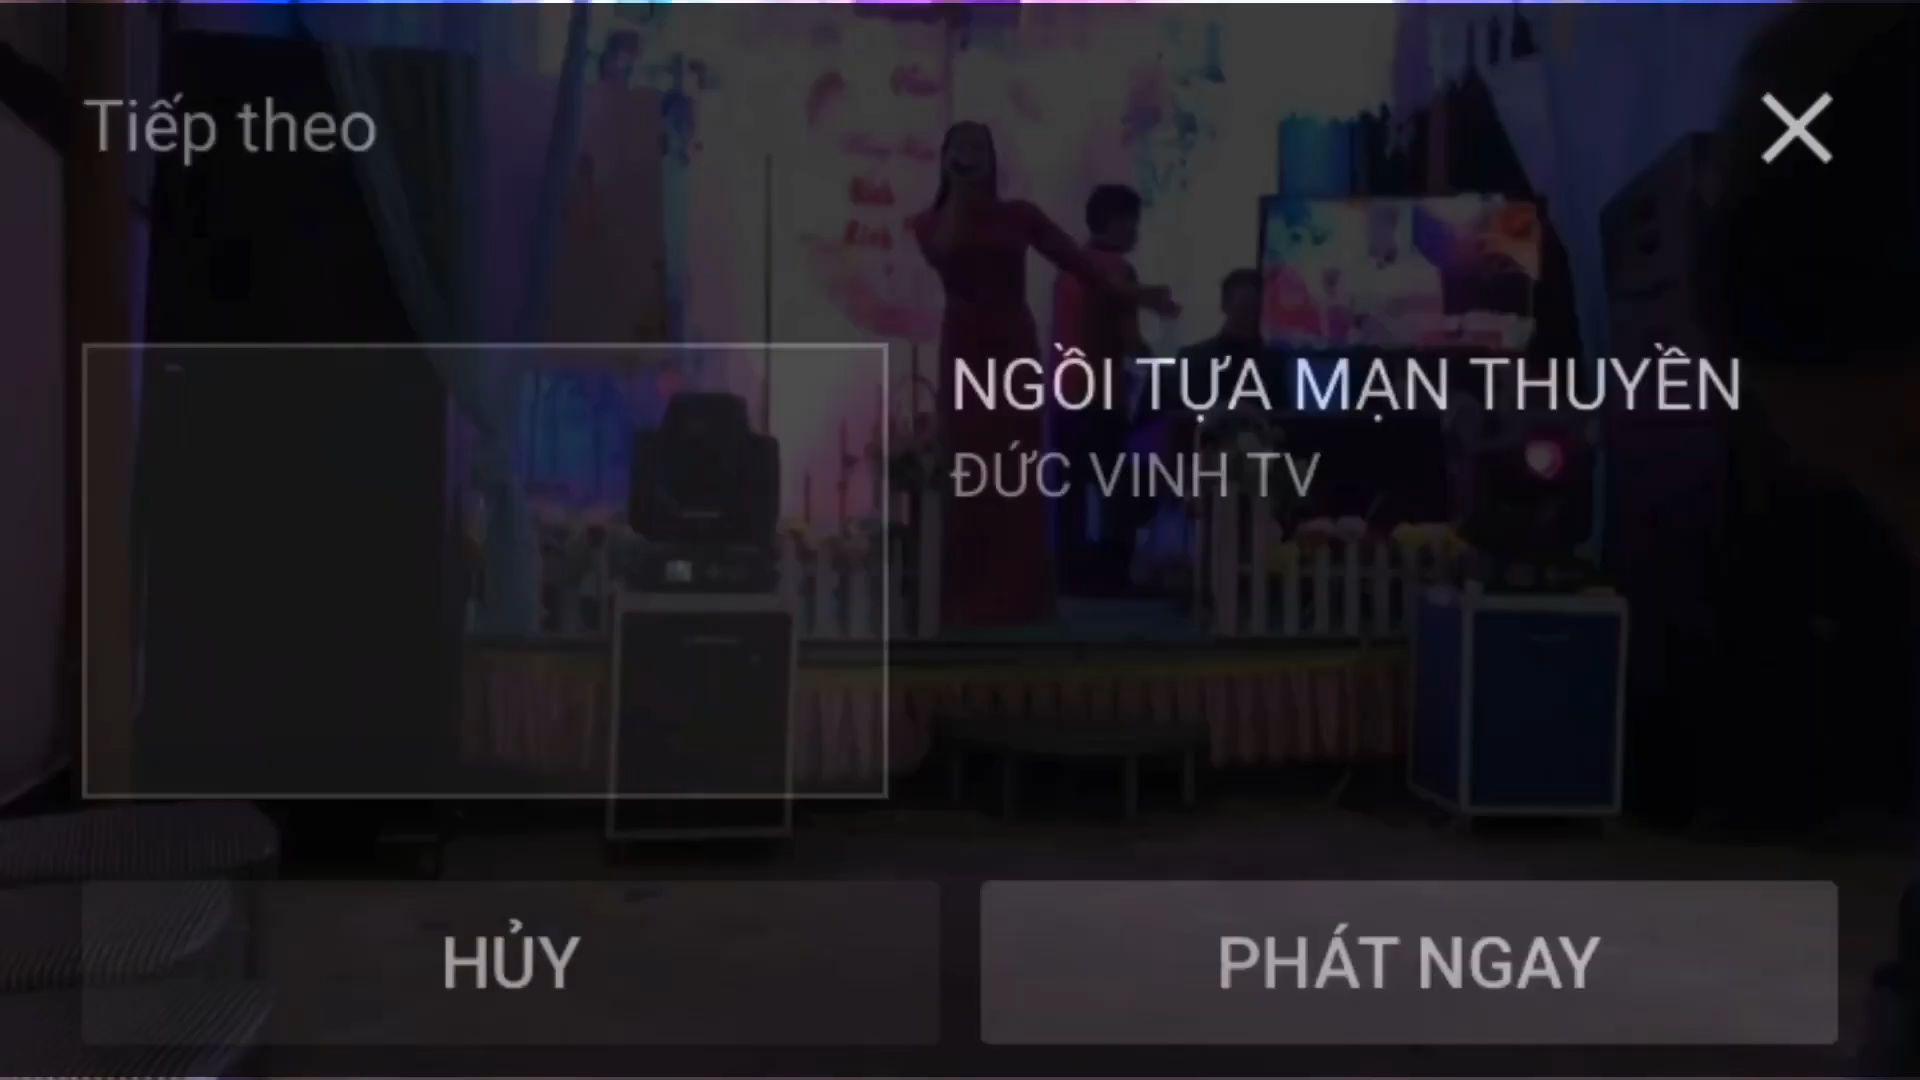 Tiếp theo
NGỒI TỰA MẠN THUYỀN
ĐỨC VINH TV
HỦY
PHÁT NGAY